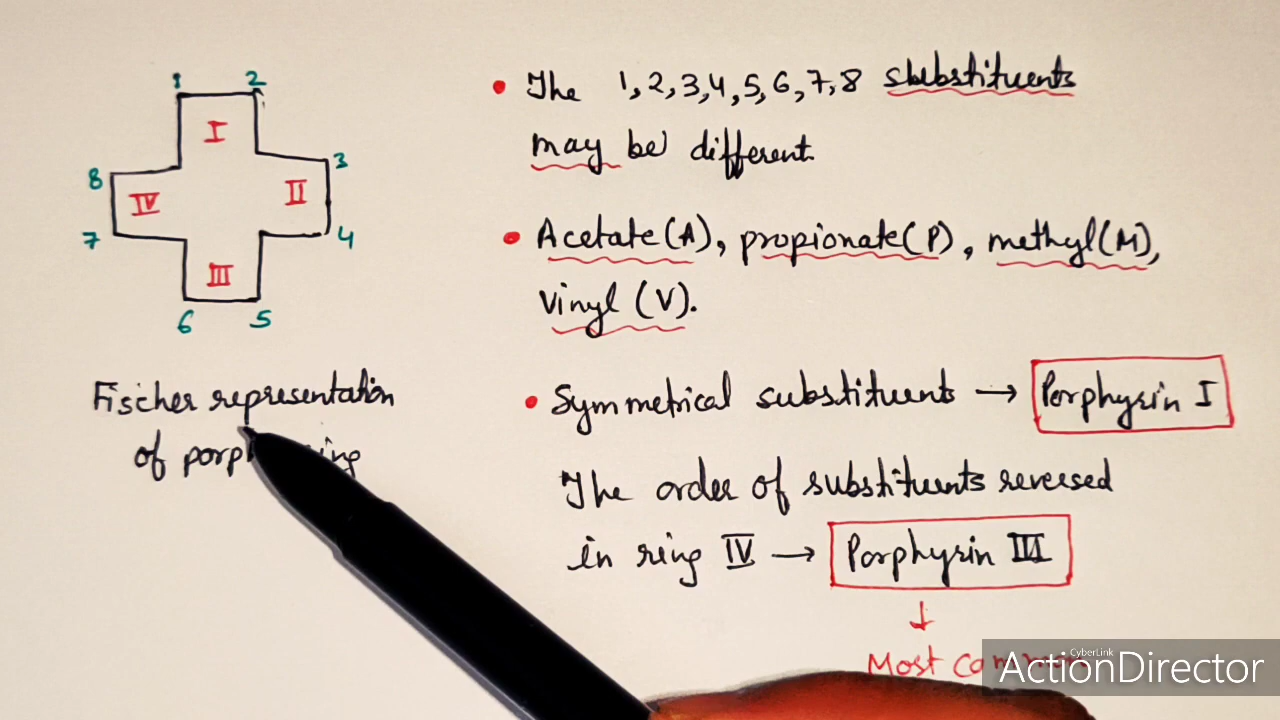 1 2
I
8 3
IV II
7 4
III
6 5
Fischer representation
of ring
• The 1,2,3,4,5,6,7,8 substituents
may be different.
• Acetate(A), propionate(P), methyl(M),
vinyl (V).
• Symmetrical substituents → Porphyrin I
The order of substituents reversed
in ring IV → Porphyrin III
↓
Most
CyberLink
ActionDirector